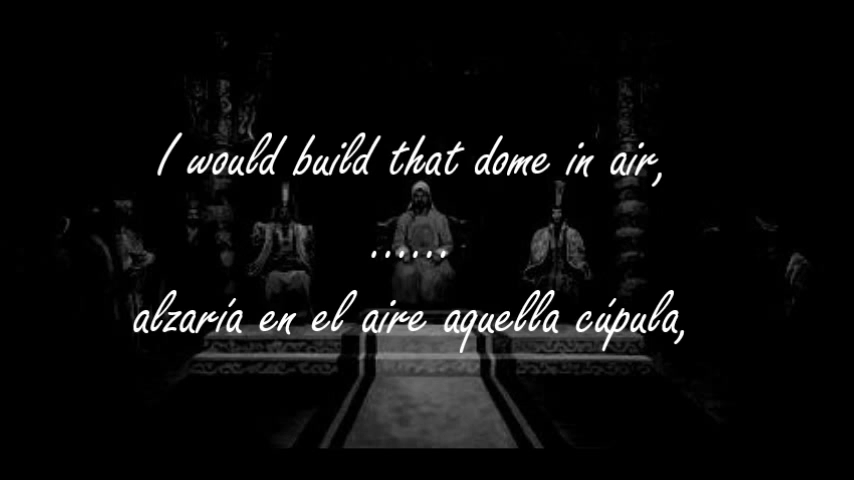 I would build that dome in air,
......
alzaría en el aire aquella cúpula,